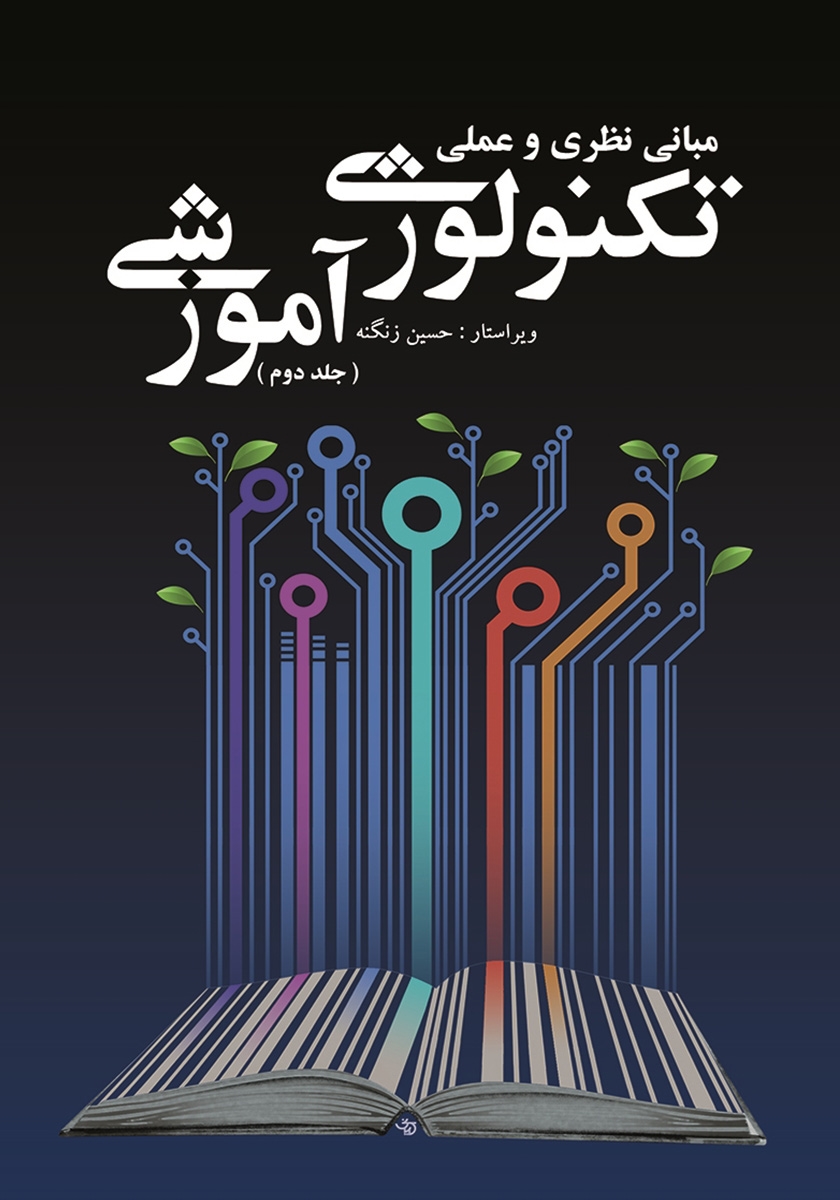 مبانی نظری و عملی
تکنولوژی
آموزشی
ویراستار : حسین زنگنه
( جلد دوم )